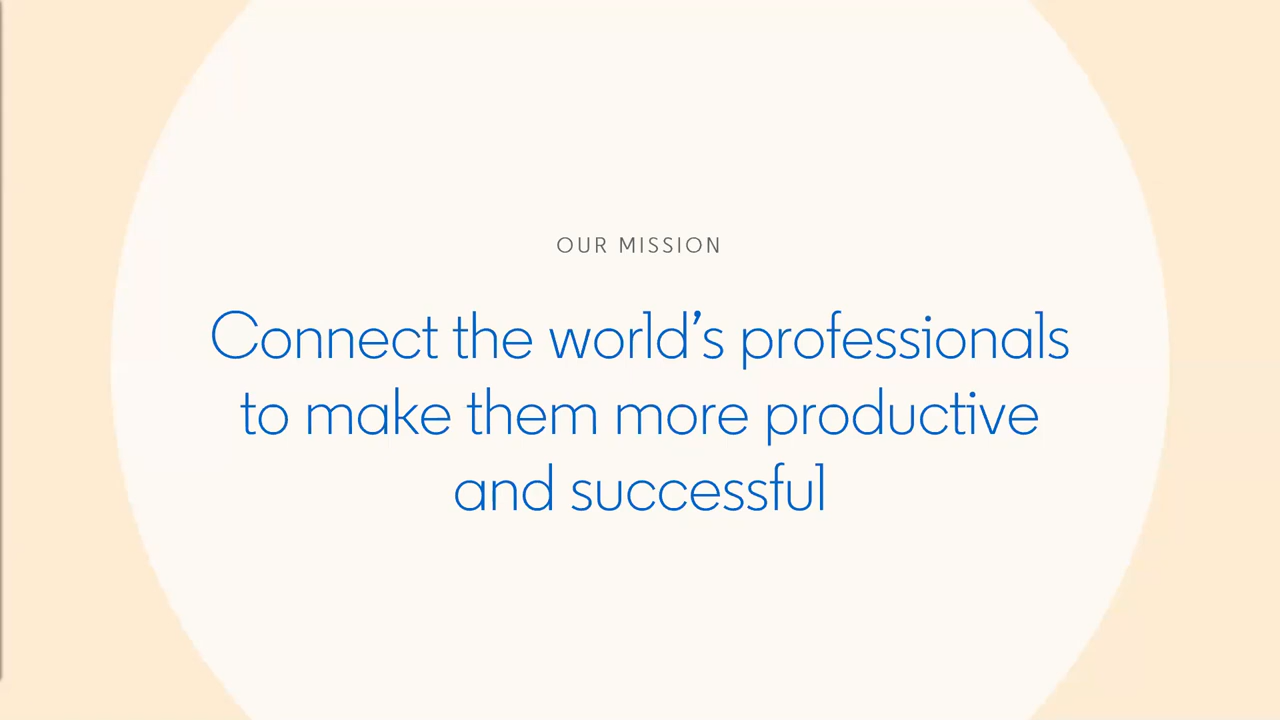 OUR MISSION
Connect the world’s professionals
to make them more productive
and successful